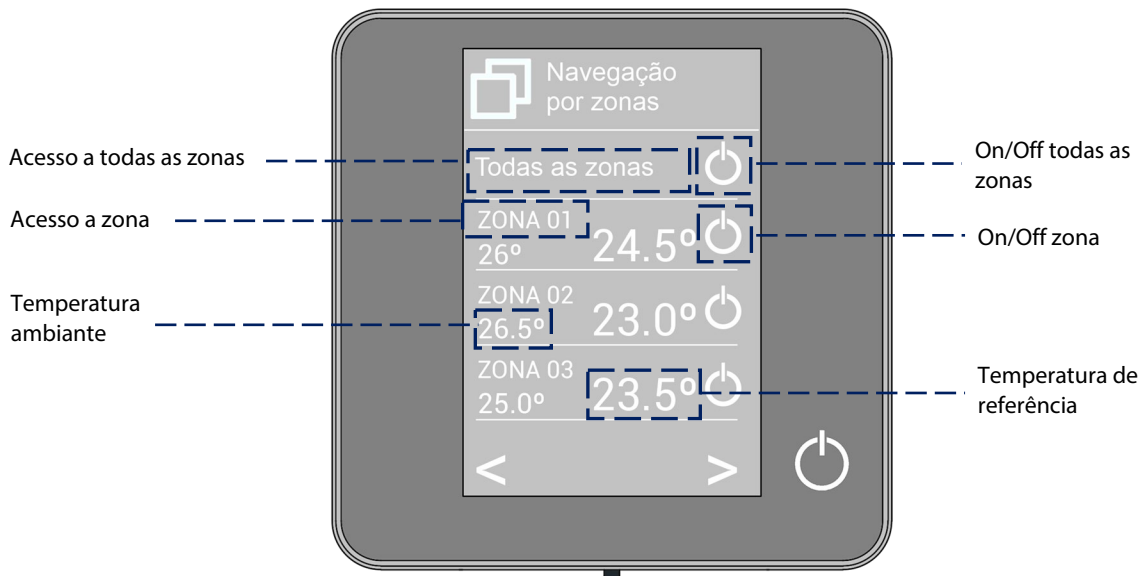 Navegação
por zonas
Acesso a todas as zonas
Todas as zonas
On/Off todas as
zonas
Acesso a zona
ZONA 01
26º
24.5º
On/Off zona
Temperatura
ambiante
ZONA 02
26.5º
23.0º
ZONA 03
25.0º
23.5º
Temperatura de
referência
<
>